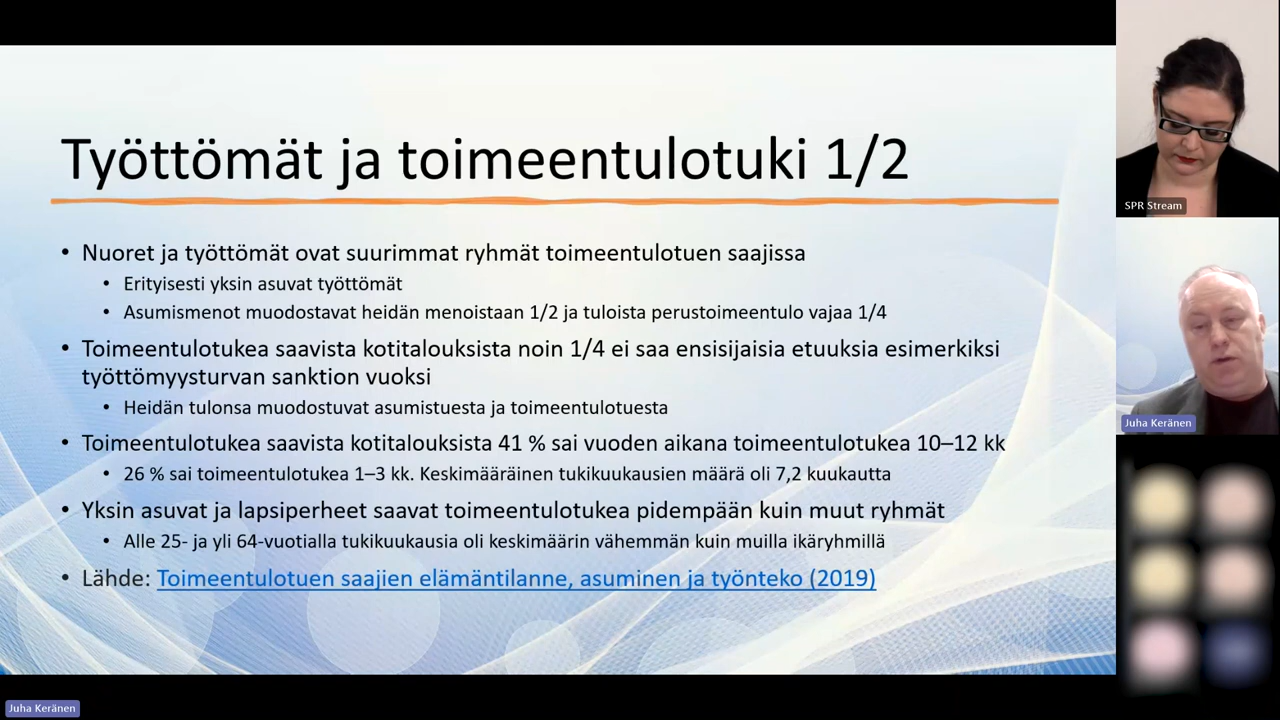 Työttömät ja toimeentulotuki 1/2
• Nuoret ja työttömät ovat suurimmat ryhmät toimeentulotuen saajissa
• Erityisesti yksin asuvat työttömät
• Asumismenot muodostavat heidän menoistaan 1/2 ja tuloista perustoimeentulo vajaa 1/4
• Toimeentulotukea saavista kotitalouksista noin 1/4 ei saa ensisijaisia etuuksia esimerkiksi
työttömyysturvan sanktion vuoksi
• Heidän tulonsa muodostuvat asumistuesta ja toimeentulotuesta
• Toimeentulotukea saavista kotitalouksista 41 % sai vuoden aikana toimeentulotukea 10–12 kk
• 26 % sai toimeentulotukea 1–3 kk. Keskimääräinen tukikuukausien määrä oli 7,2 kuukautta
• Yksin asuvat ja lapsiperheet saavat toimeentulotukea pidempään kuin muut ryhmät
• Alle 25- ja yli 64-vuotialla tukikuukausia oli keskimäärin vähemmän kuin muilla ikäryhmillä
• Lähde: Toimeentulotuen saajien elämäntilanne, asuminen ja työnteko (2019)
SPR Stream
Juha Keränen
Juha Keränen